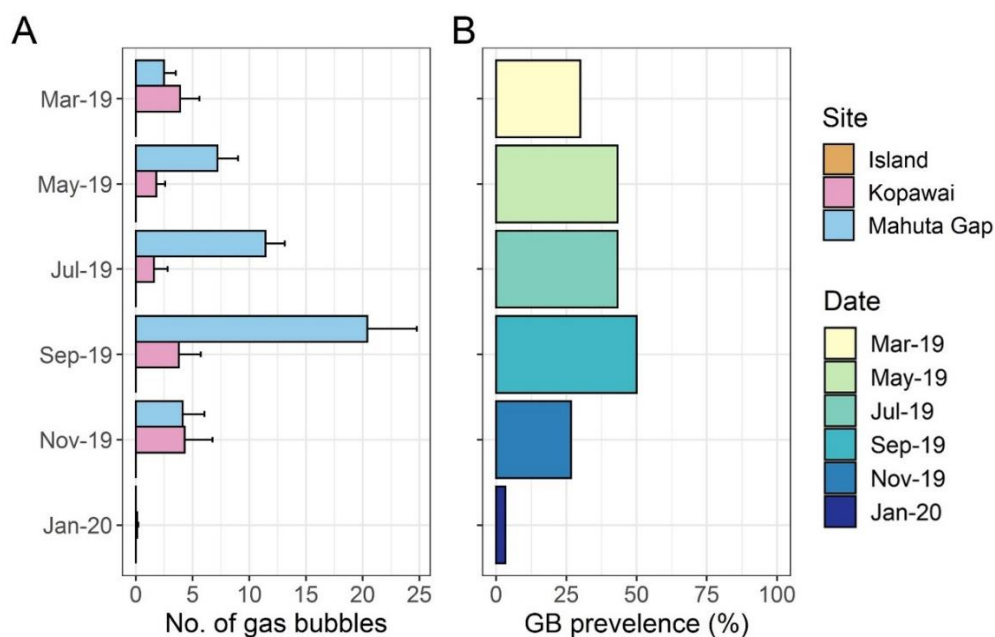 A
Mar-19
May-19
Jul-19
Sep-19
Nov-19
Jan-20
0 5 10 15 20 25
No. of gas bubbles
B
0 25 50 75 100
GB prevelence (%)
Site
Island
Kopawai
Mahuta Gap
Date
Mar-19
May-19
Jul-19
Sep-19
Nov-19
Jan-20